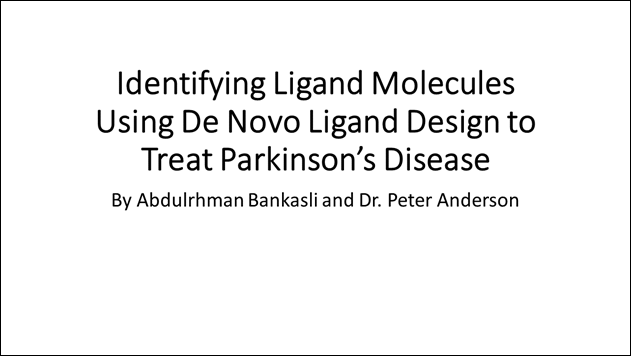 Identifying Ligand Molecules
Using De Novo Ligand Design to
Treat Parkinson’s Disease
By Abdulrhman Bankasli and Dr. Peter Anderson